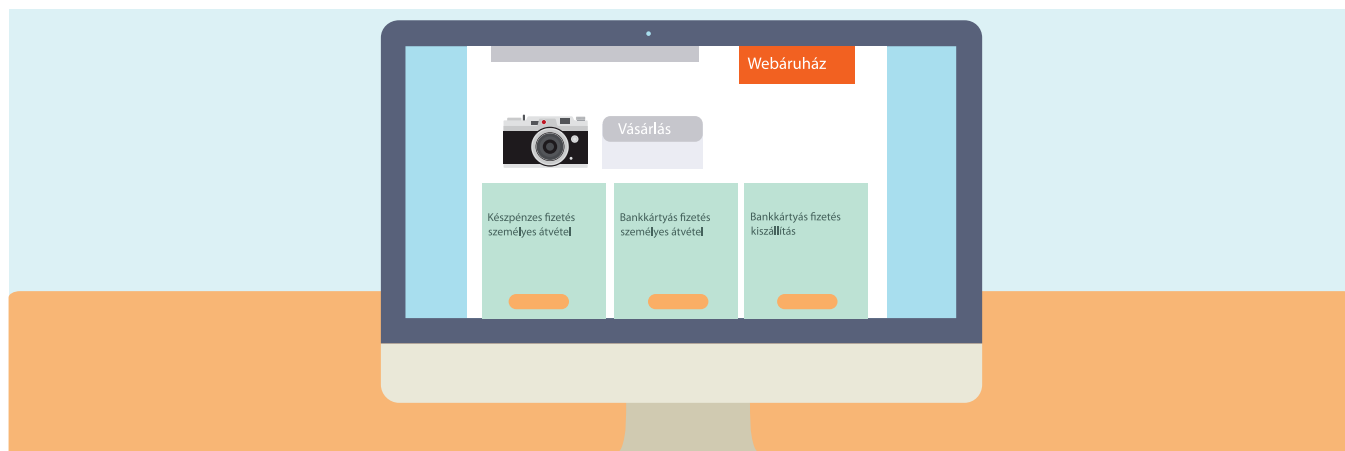 Webáruház
Vásárlás
Készpénzes fizetés
személyes átvétel
Bankkártyás fizetés
személyes átvétel
Bankkártyás fizetés
kiszállítás